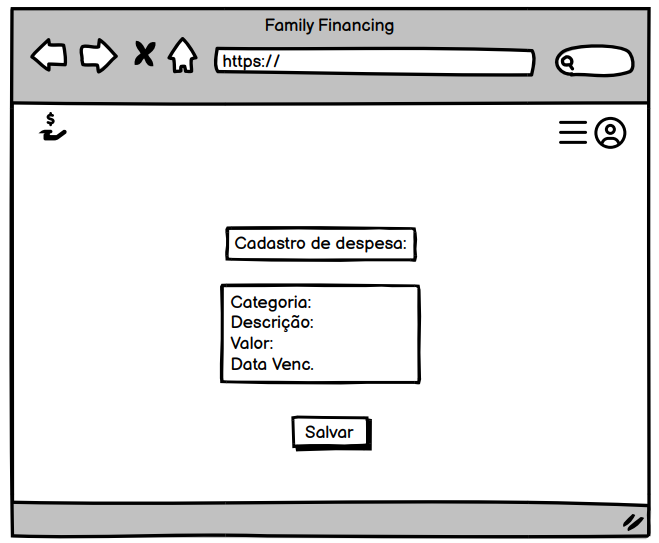 Family Financing
https://
$
Cadastro de despesa:
Categoria:
Descrição:
Valor:
Data Venc.
Salvar